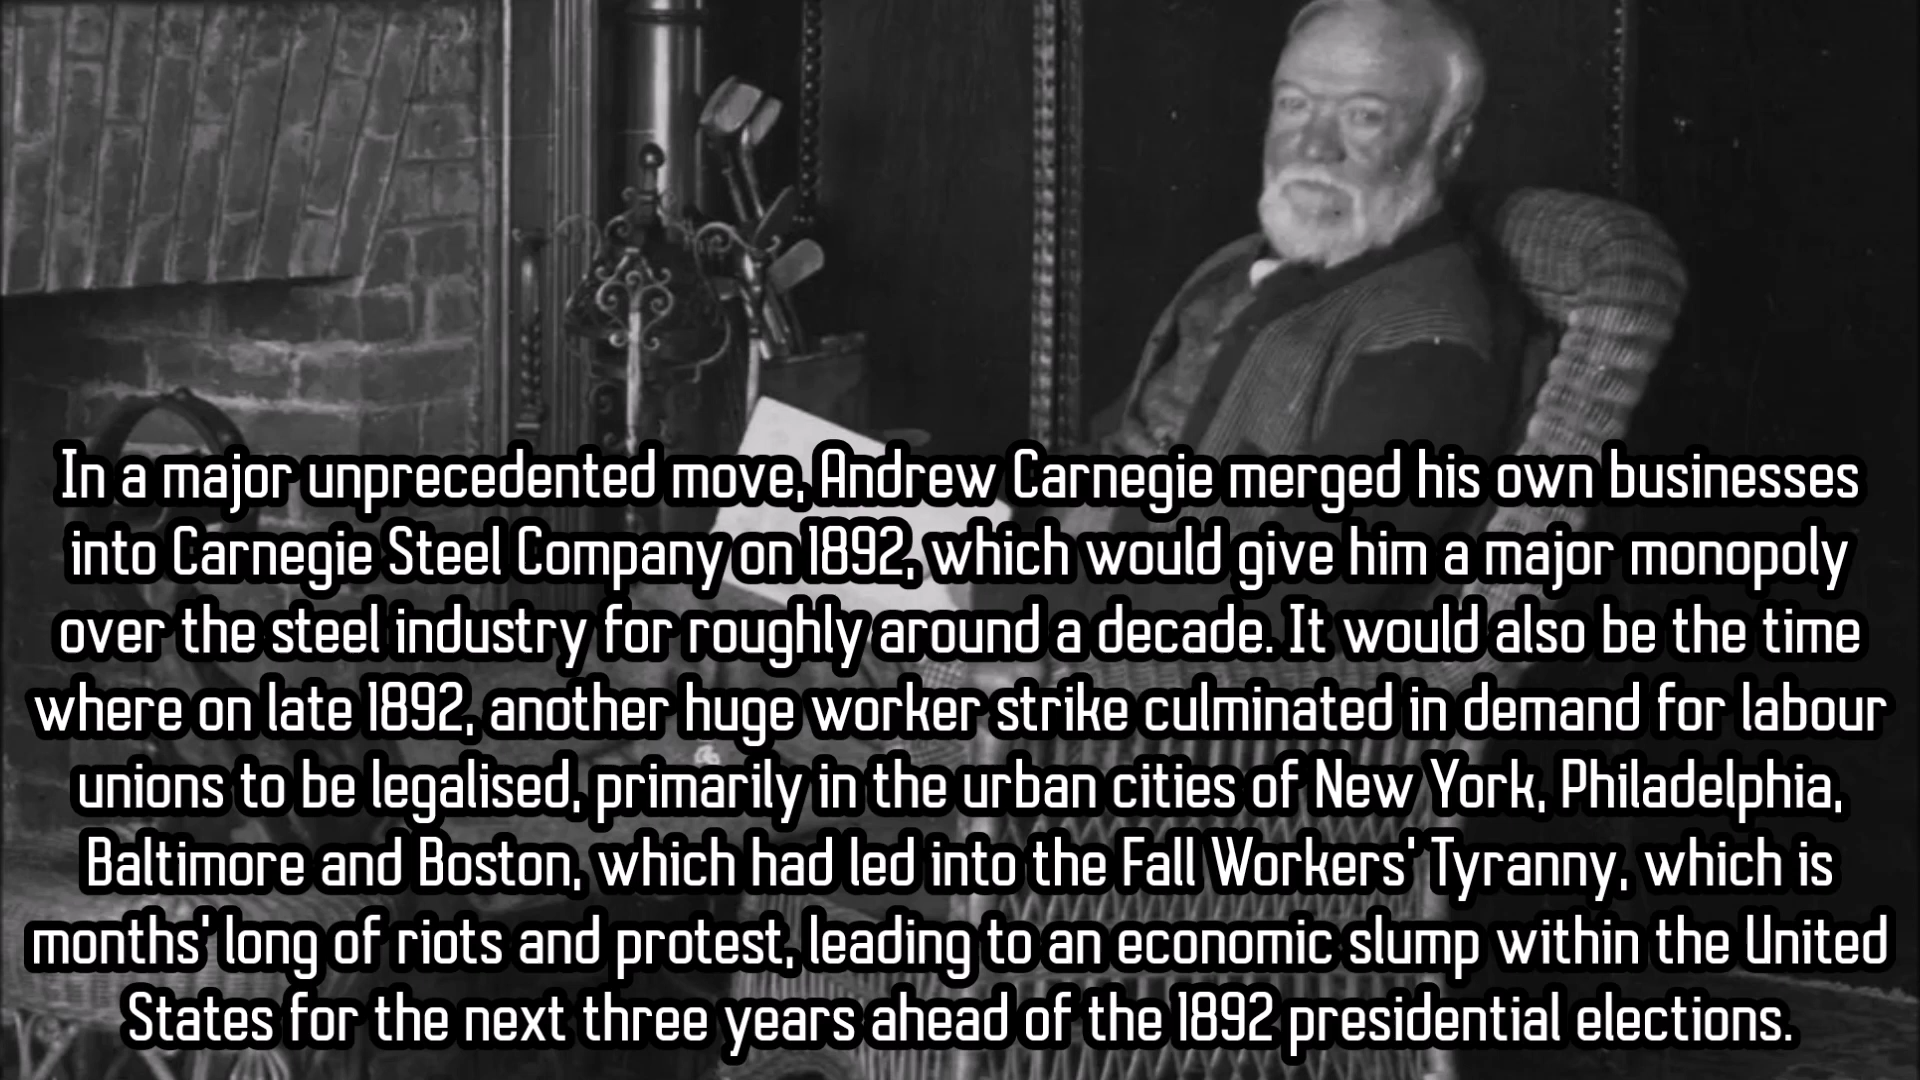 In a major unprecedented move, Andrew Carnegie merged his own businesses
into Carnegie Steel Company on 1892, which would give him a major monopoly
over the steel industry for roughly around a decade. It would also be the time
where on late 1892, another huge worker strike culminated in demand for labour
unions to be legalised, primarily in the urban cities of New York, Philadelphia,
Baltimore and Boston, which had led into the Fall Workers' Tyranny, which is
months' long of riots and protest, leading to an economic slump within the United
States for the next three years ahead of the 1892 presidential elections.